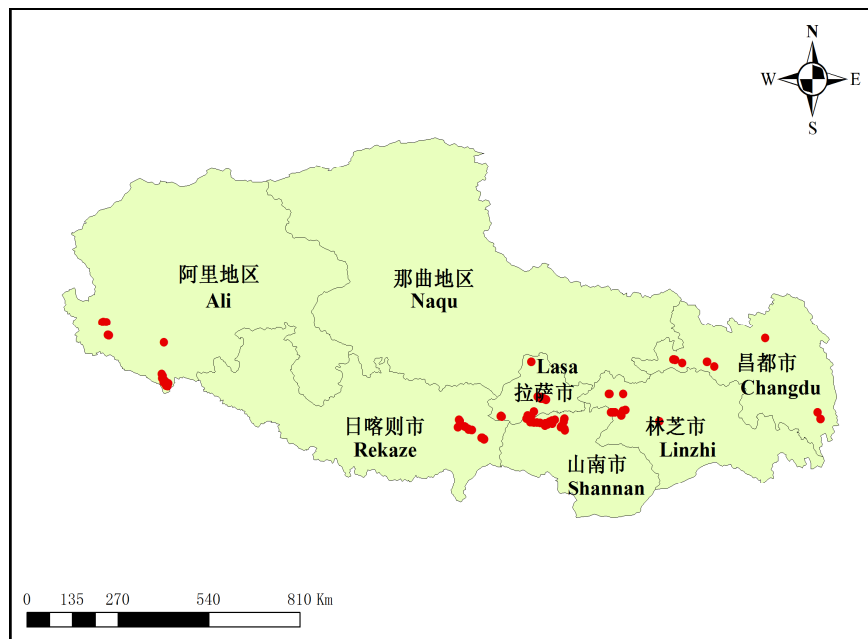 N
W E
S
阿里地区
Ali
那曲地区
Naqu
Lasa
拉萨市
昌都市
Changdu
日喀则市
Rekaze
林芝市
Linzhi
山南市
Shannan
0 135 270 540 810 Km